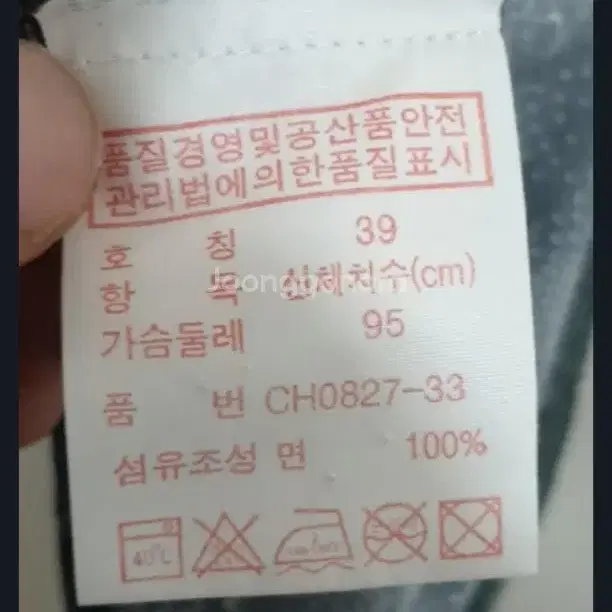 품질경영및공산품안전
관리법에의한품질표시
호 칭 39
항 목 신체처수(cm)
가슴둘레 95
품 번 CH0827-33
섬유조성 면 100%
40℃